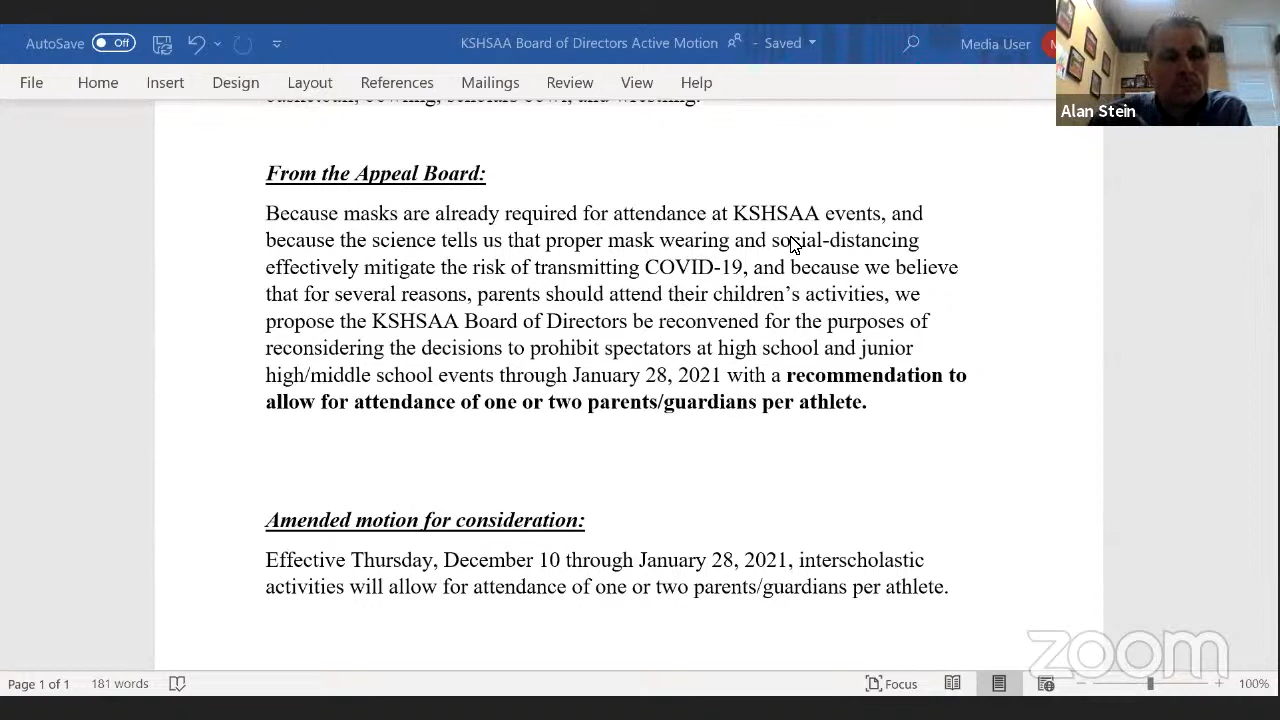 AutoSave Off KSHSAA Board of Directors Active Motion - Saved Media User
File Home Insert Design Layout References Mailings Review View Help
Alan Stein
basketball, bowling, scholars bowl, and wrestling.
From the Appeal Board:
Because masks are already required for attendance at KSHSAA events, and
because the science tells us that proper mask wearing and social-distancing
effectively mitigate the risk of transmitting COVID-19, and because we believe
that for several reasons, parents should attend their children’s activities, we
propose the KSHSAA Board of Directors be reconvened for the purposes of
reconsidering the decisions to prohibit spectators at high school and junior
high/middle school events through January 28, 2021 with a recommendation to
allow for attendance of one or two parents/guardians per athlete.
Amended motion for consideration:
Effective Thursday, December 10 through January 28, 2021, interscholastic
activities will allow for attendance of one or two parents/guardians per athlete.
zoom
Page 1 of 1 181 words Focus 100%